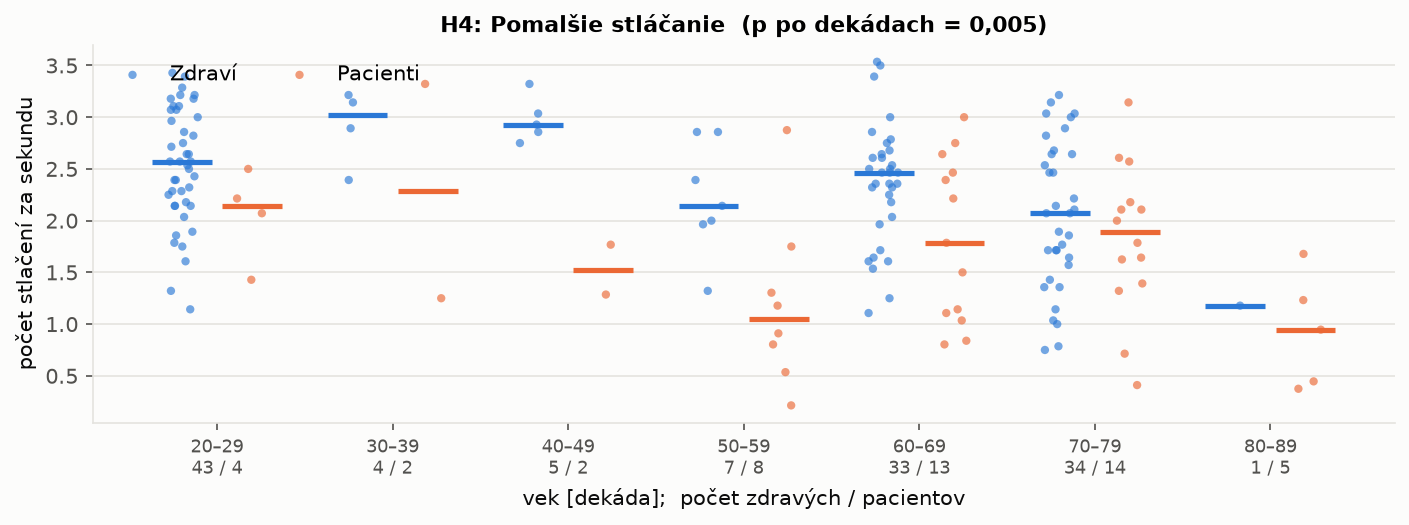 H4: Pomalšie stláčanie  (p po dekádach = 0,005)
Zdraví
Pacienti
počet stlačení za sekundu
3.5
3.0
2.5
2.0
1.5
1.0
0.5
20–29
43 / 4
30–39
4 / 2
40–49
5 / 2
50–59
7 / 8
60–69
33 / 13
70–79
34 / 14
80–89
1 / 5
vek [dekáda];  počet zdravých / pacientov